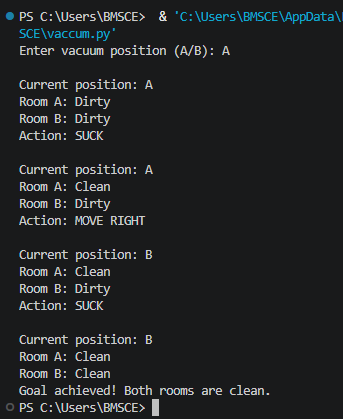 PS C:\Users\BMSCE> & 'C:\Users\BMSCE\AppData\
SCE\vaccum.py'
Enter vacuum position (A/B): A
Current position: A
Room A: Dirty
Room B: Dirty
Action: SUCK
Current position: A
Room A: Clean
Room B: Dirty
Action: MOVE RIGHT
Current position: B
Room A: Clean
Room B: Dirty
Action: SUCK
Current position: B
Room A: Clean
Room B: Clean
Goal achieved! Both rooms are clean.
PS C:\Users\BMSCE>